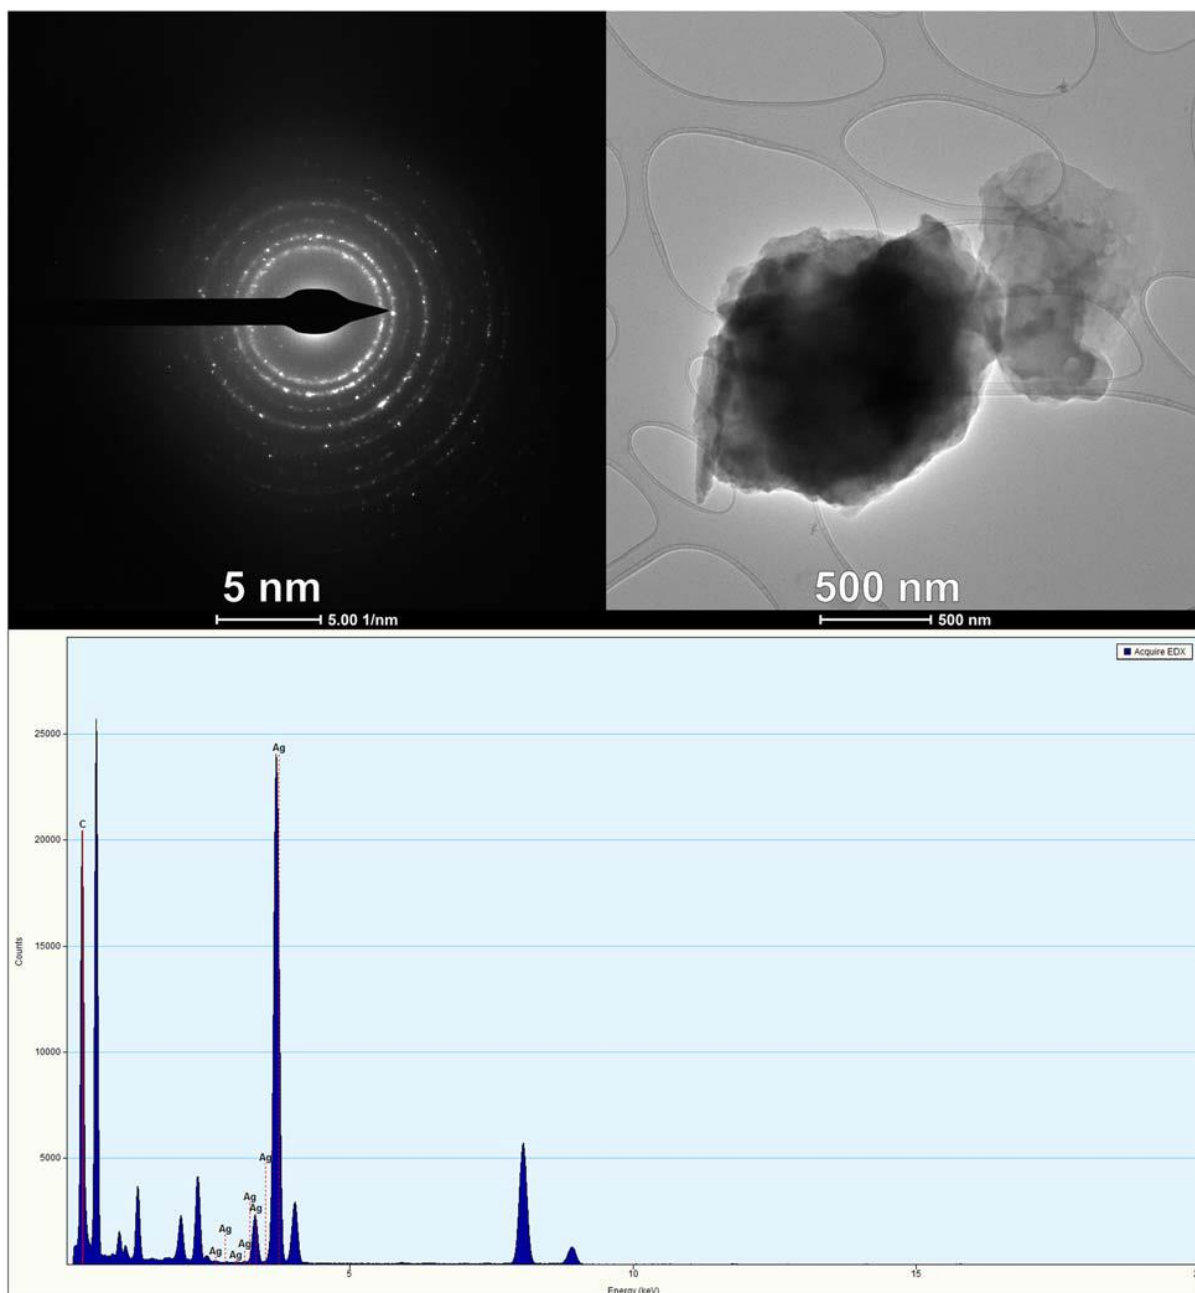 5 nm
5.00 1/nm
500 nm
500 nm
Acquire EDX
25000
20000
15000
10000
5000
Counts
C
Ag
Ag
Ag
Ag
Ag
Ag
Ag
Ag
5
10
15
Energy (keV)